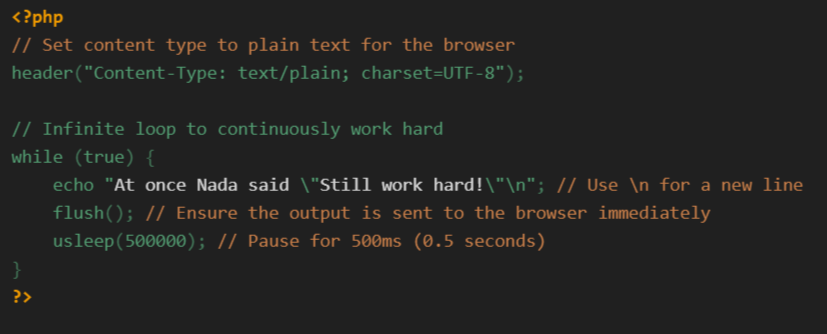 <?php
// Set content type to plain text for the browser
header("Content-Type: text/plain; charset=UTF-8");

// Infinite loop to continuously work hard
while (true) {
    echo "At once Nada said \"Still work hard!\"\n"; // Use \n for a new line
    flush(); // Ensure the output is sent to the browser immediately
    usleep(500000); // Pause for 500ms (0.5 seconds)
}
?>